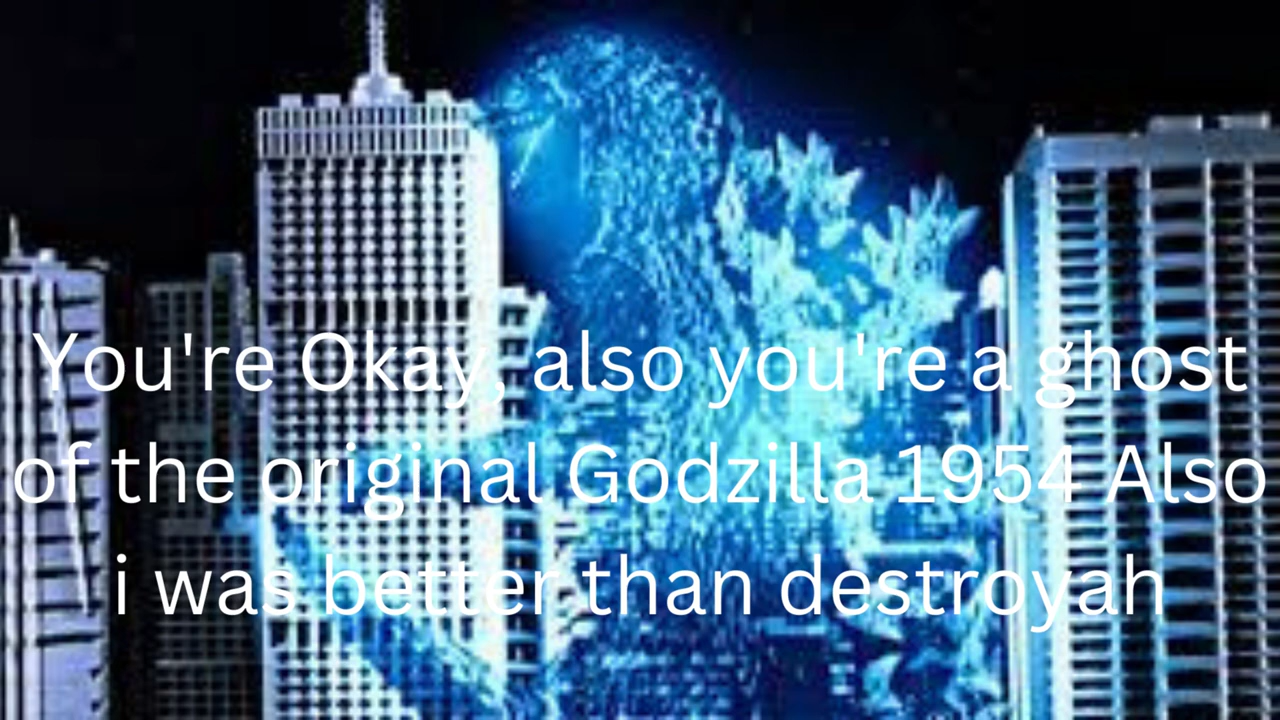 You're Okay, also you're a ghost
of the original Godzilla 1954 Also
i was better than destroyah